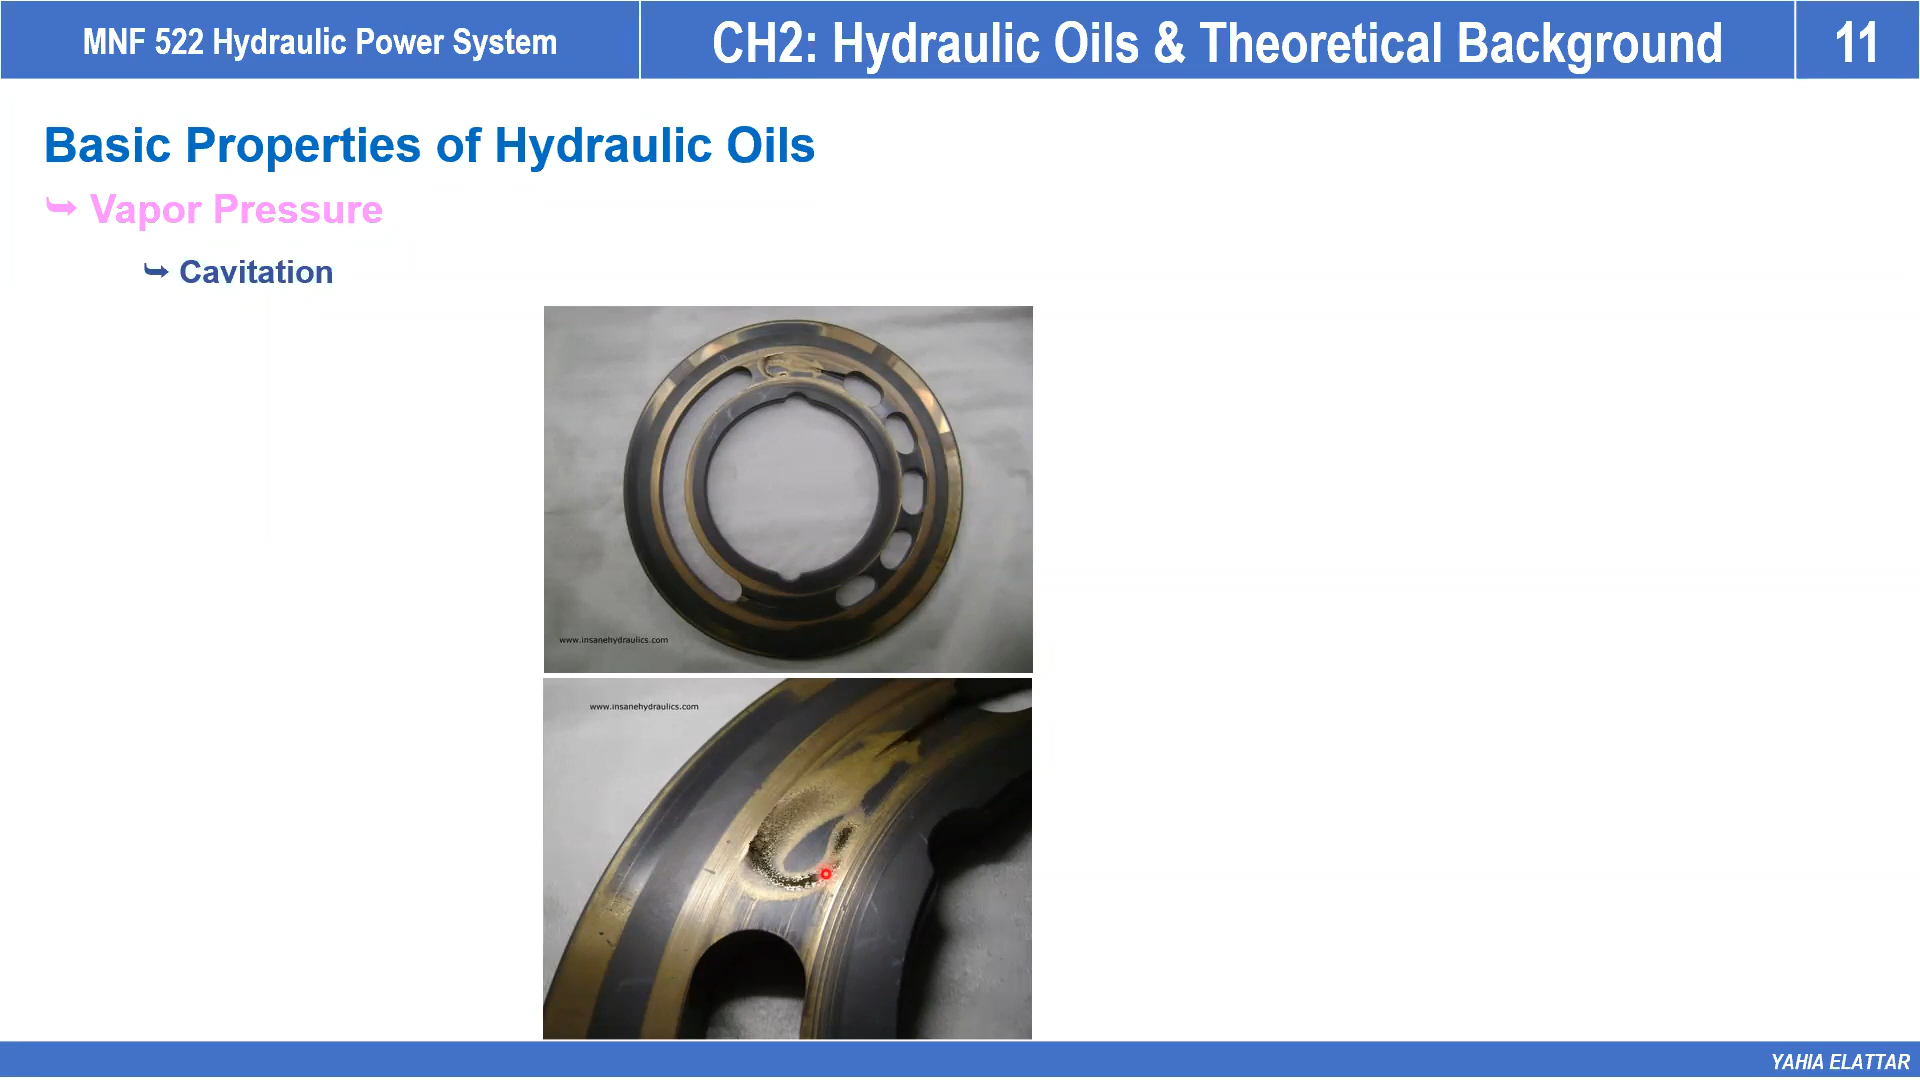 MNF 522 Hydraulic Power System
CH2: Hydraulic Oils & Theoretical Background
11
Basic Properties of Hydraulic Oils
⮩ Vapor Pressure
⮩ Cavitation
www.insanehydraulics.com
www.insanehydraulics.com
YAHIA ELATTAR